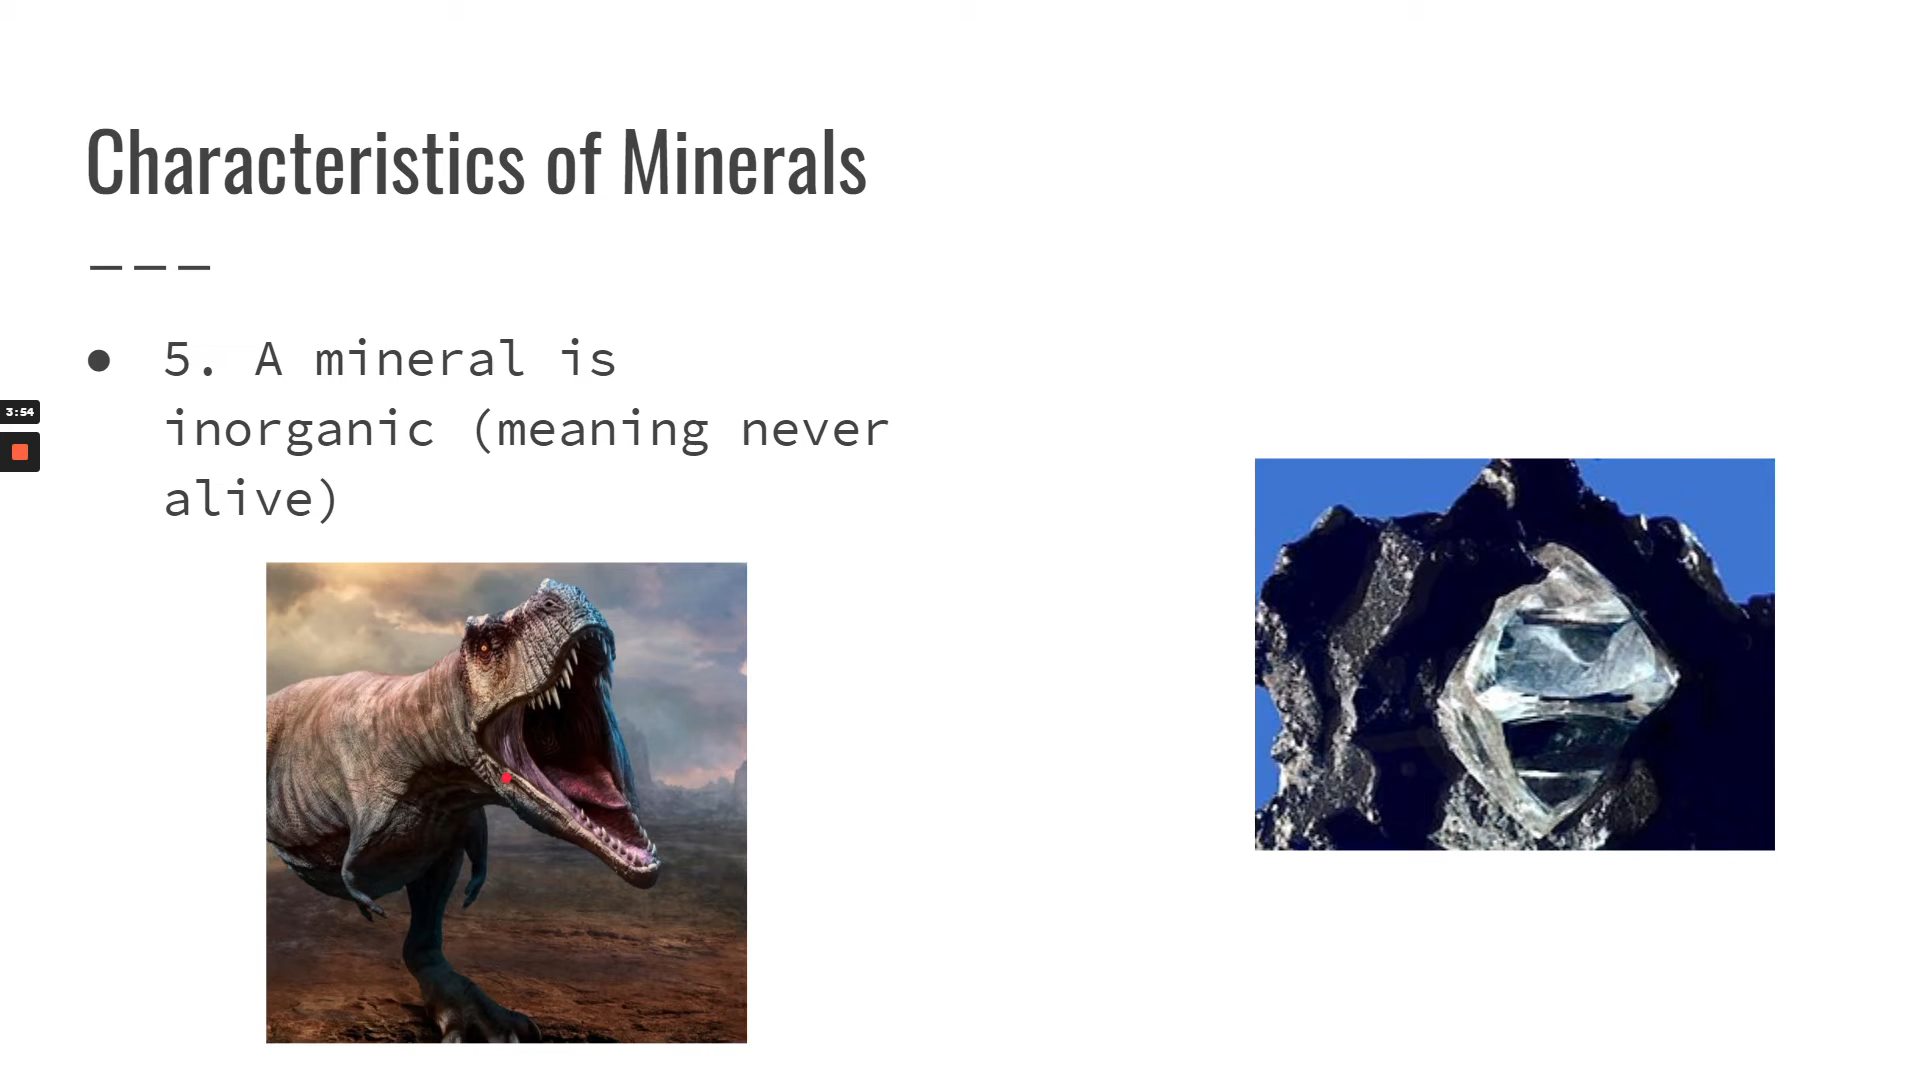 Characteristics of Minerals
———
● 5. A mineral is
inorganic (meaning never
alive)
3:54